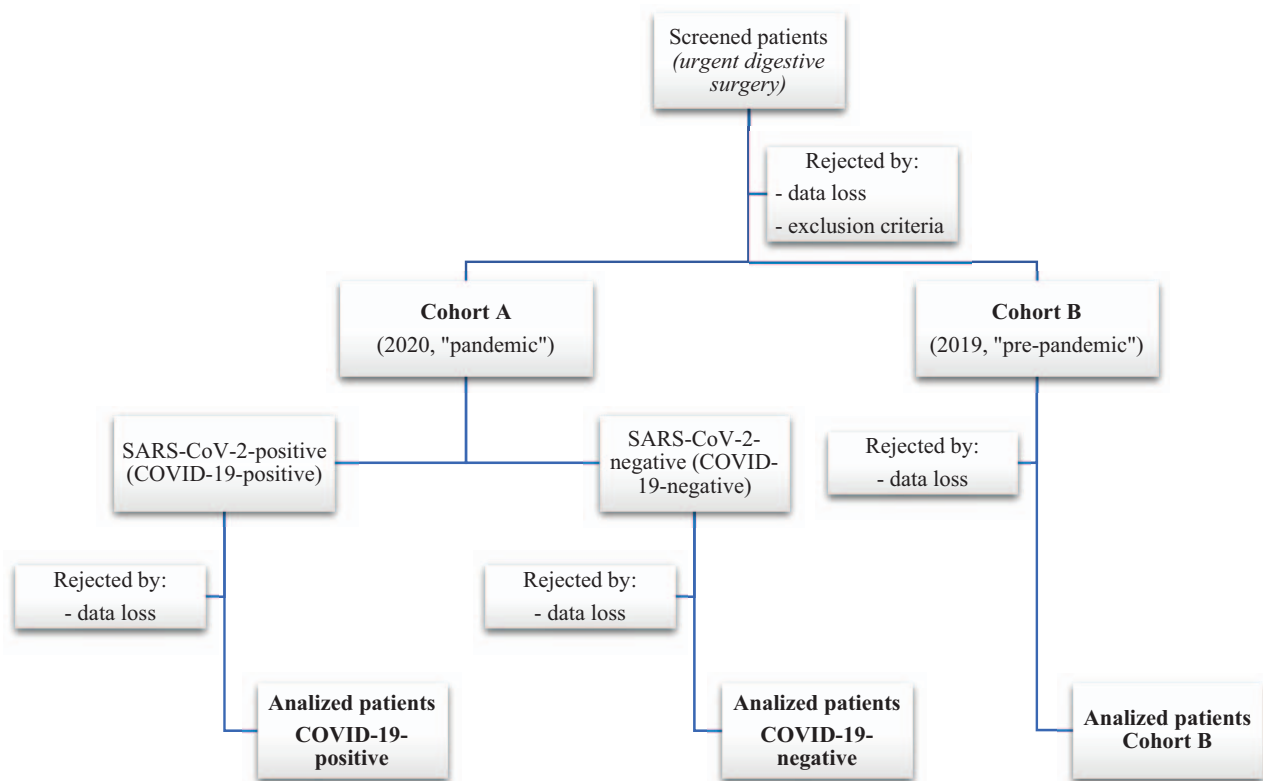 Screened patients
(urgent digestive
surgery)
Rejected by:
- data loss
- exclusion criteria
Cohort A
(2020, "pandemic")
Cohort B
(2019, "pre-pandemic")
SARS-CoV-2-positive
(COVID-19-positive)
SARS-CoV-2-
negative (COVID-
19-negative)
Rejected by:
- data loss
Rejected by:
- data loss
Rejected by:
- data loss
Analized patients
COVID-19-
positive
Analized patients
COVID-19-
negative
Analized patients
Cohort B